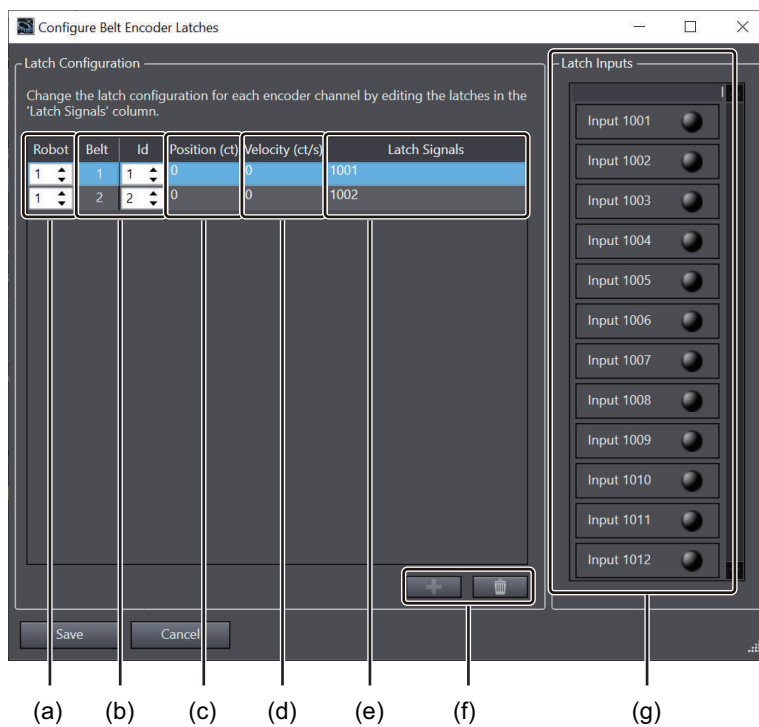 Configure Belt Encoder Latches
Latch Configuration
Change the latch configuration for each encoder channel by editing the latches in the
'Latch Signals' column.
Robot Belt Id Position (ct) Velocity (ct/s) Latch Signals
1 1 1 0 0 1001
1 2 2 0 0 1002
Save Cancel
Latch Inputs
Input 1001
Input 1002
Input 1003
Input 1004
Input 1005
Input 1006
Input 1007
Input 1008
Input 1009
Input 1010
Input 1011
Input 1012
(a) (b) (c) (d) (e) (f) (g)